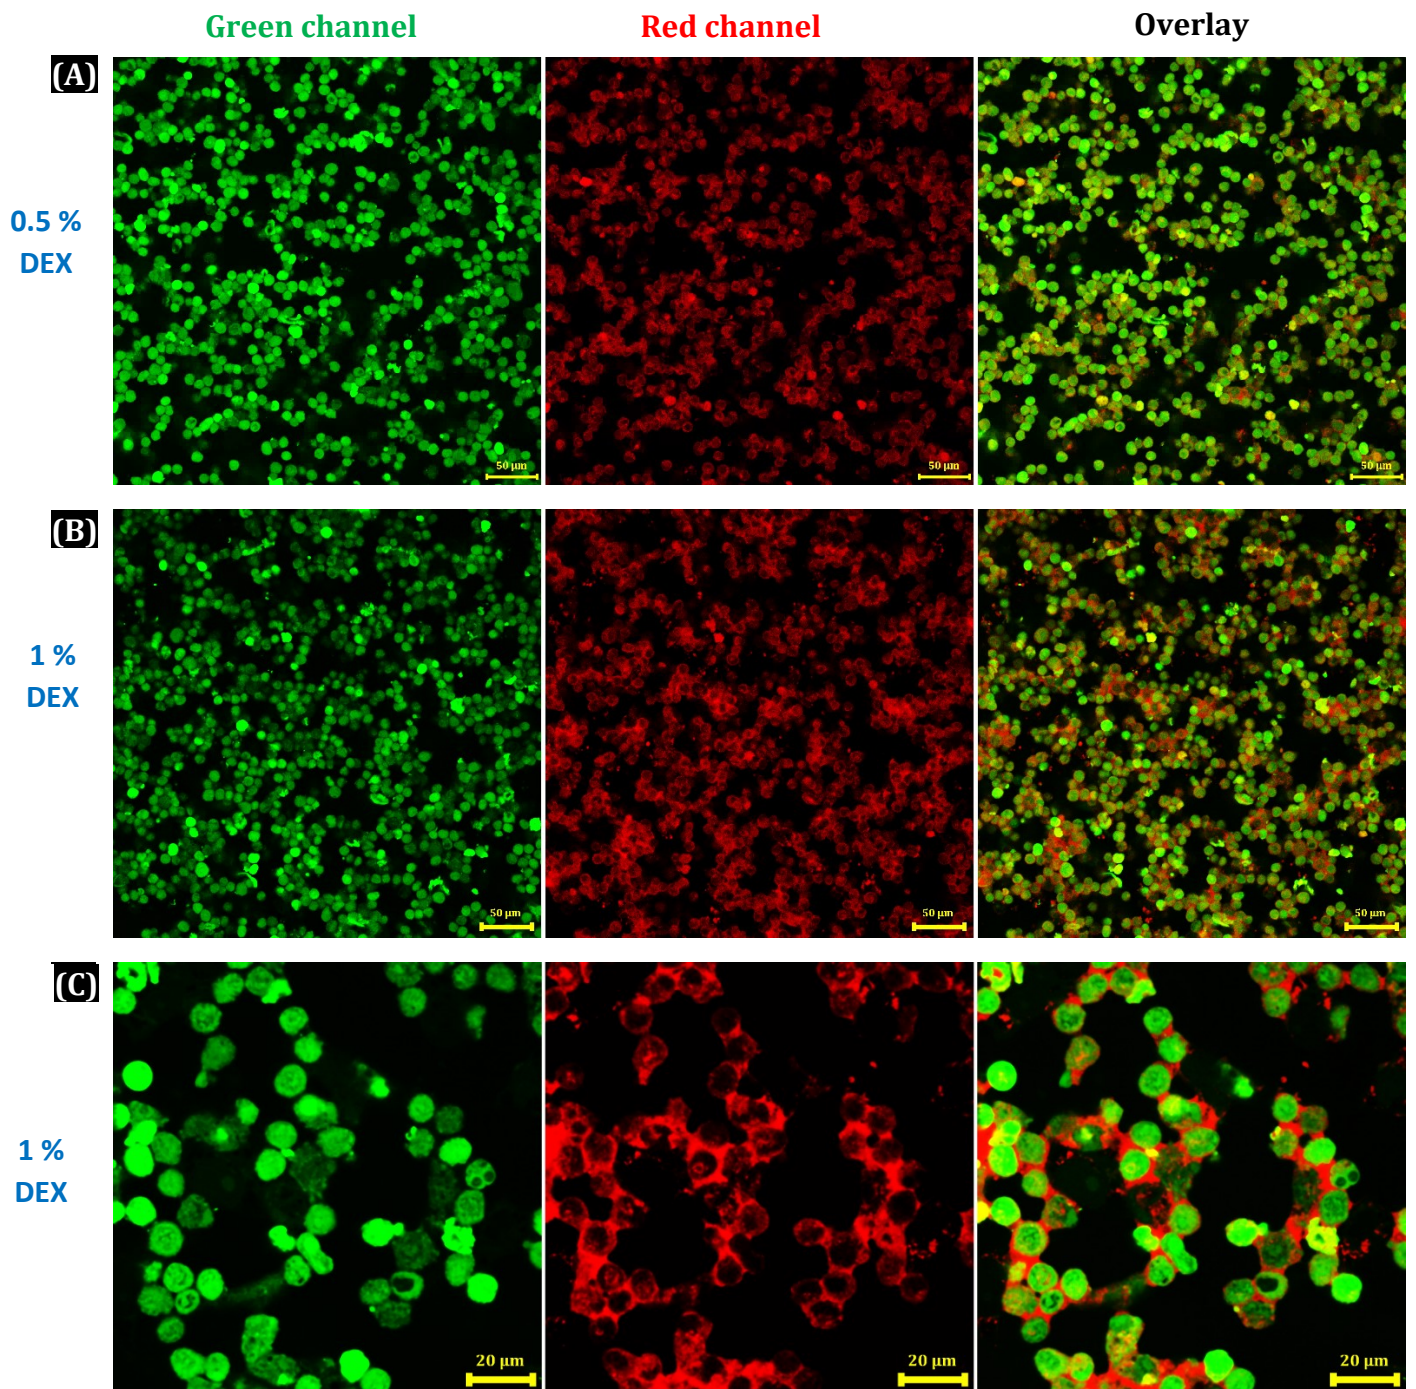 Green channel
Red channel
Overlay
(A)
0.5 %
DEX
50 µm
50 µm
50 µm
(B)
1 %
DEX
50 µm
50 µm
50 µm
(C)
1 %
DEX
20 µm
20 µm
20 µm